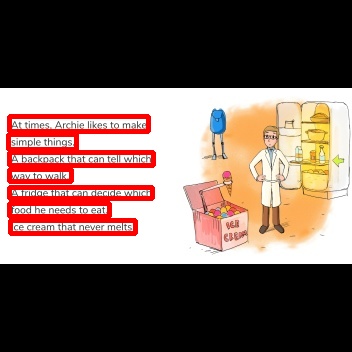 At times, Archie likes to make
simple things.
A backpack that can tell which
way to walk.
A fridge that can decide which
food he needs to eat.
Ice cream that never melts.
ICE
CREAM